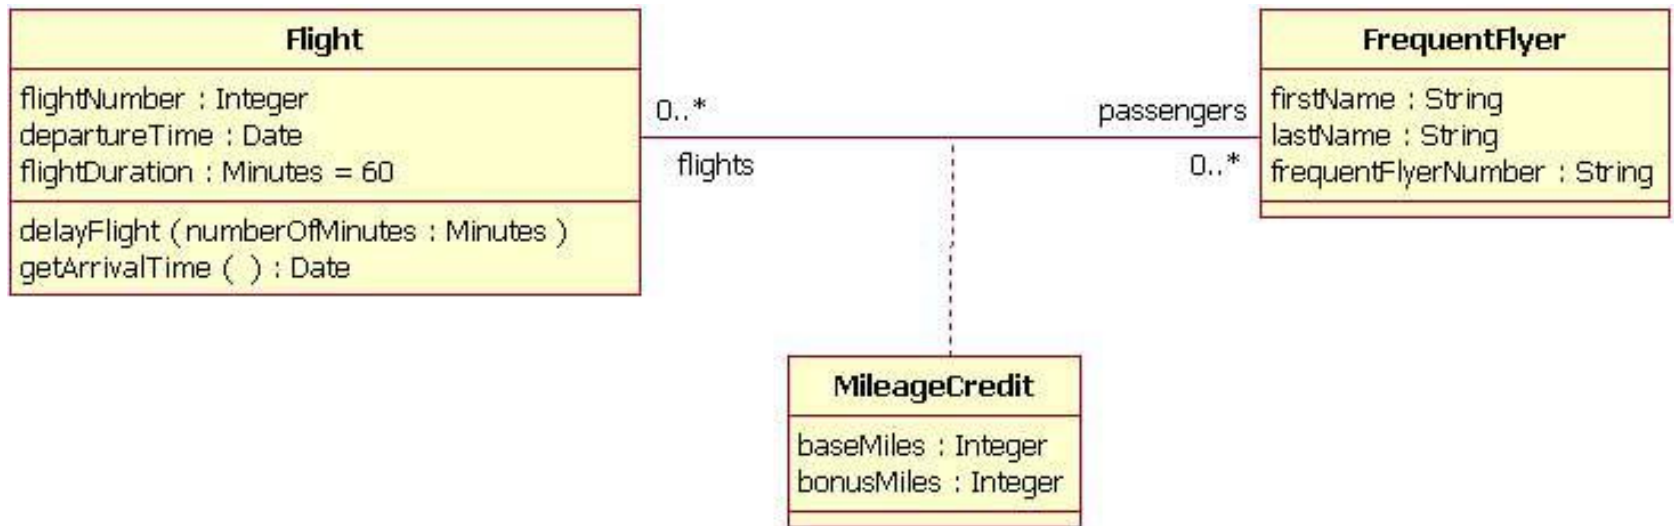 Flight
flightNumber : Integer
departureTime : Date
flightDuration : Minutes = 60
delayFlight ( numberOfMinutes : Minutes )
getArrivalTime ( ) : Date
0..*
flights
passengers
0..*
FrequentFlyer
firstName : String
lastName : String
frequentFlyerNumber : String
MileageCredit
baseMiles : Integer
bonusMiles : Integer